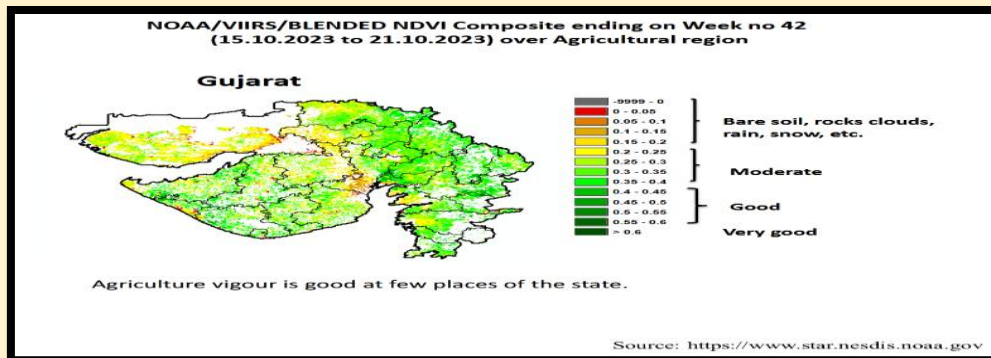 NOAA/VIIRS/BLENDED NDVI Composite ending on Week no 42
(15.10.2023 to 21.10.2023) over Agricultural region
Gujarat
-9999 - 0
0 - 0.05
0.05 - 0.1
0.1 - 0.15
0.15 - 0.2
0.2 - 0.25
0.25 - 0.3
0.3 - 0.35
0.35 - 0.4
0.4 - 0.45
0.45 - 0.5
0.5 - 0.55
0.55 - 0.6
> 0.6
Bare soil, rocks clouds,
rain, snow, etc.
Moderate
Good
Very good
Agriculture vigour is good at few places of the state.
Source: https://www.star.nesdis.noaa.gov